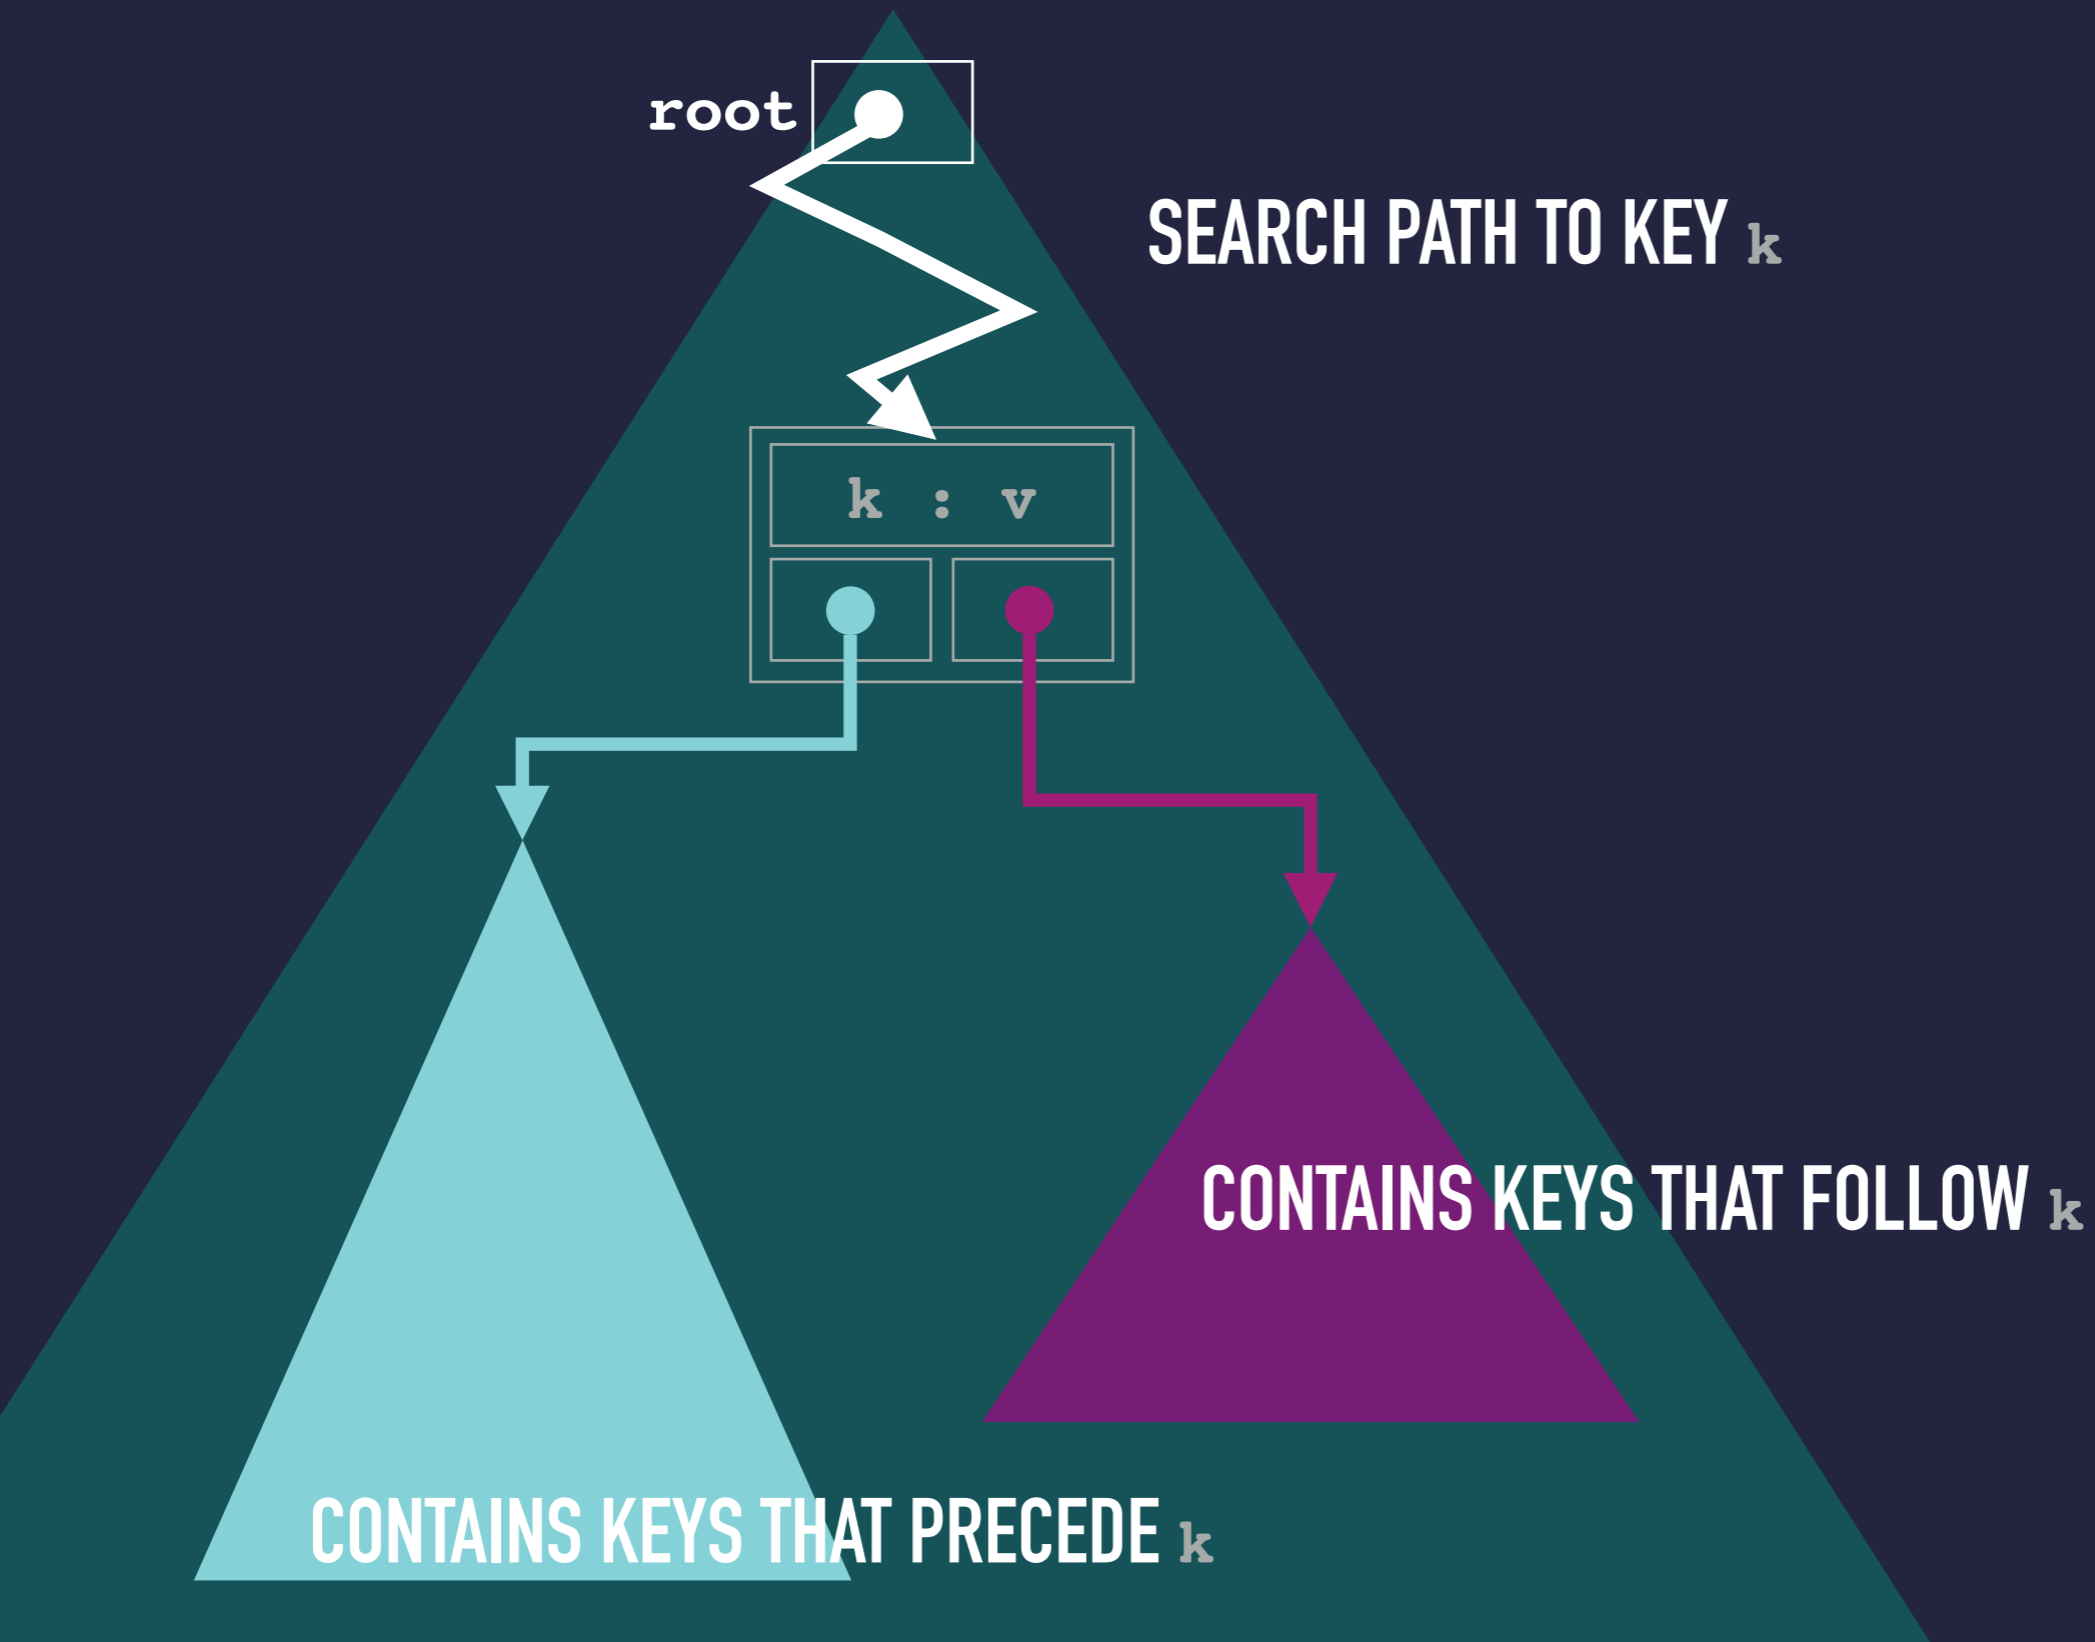 root
SEARCH PATH TO KEY k
k : v
CONTAINS KEYS THAT FOLLOW k
CONTAINS KEYS THAT PRECEDE k